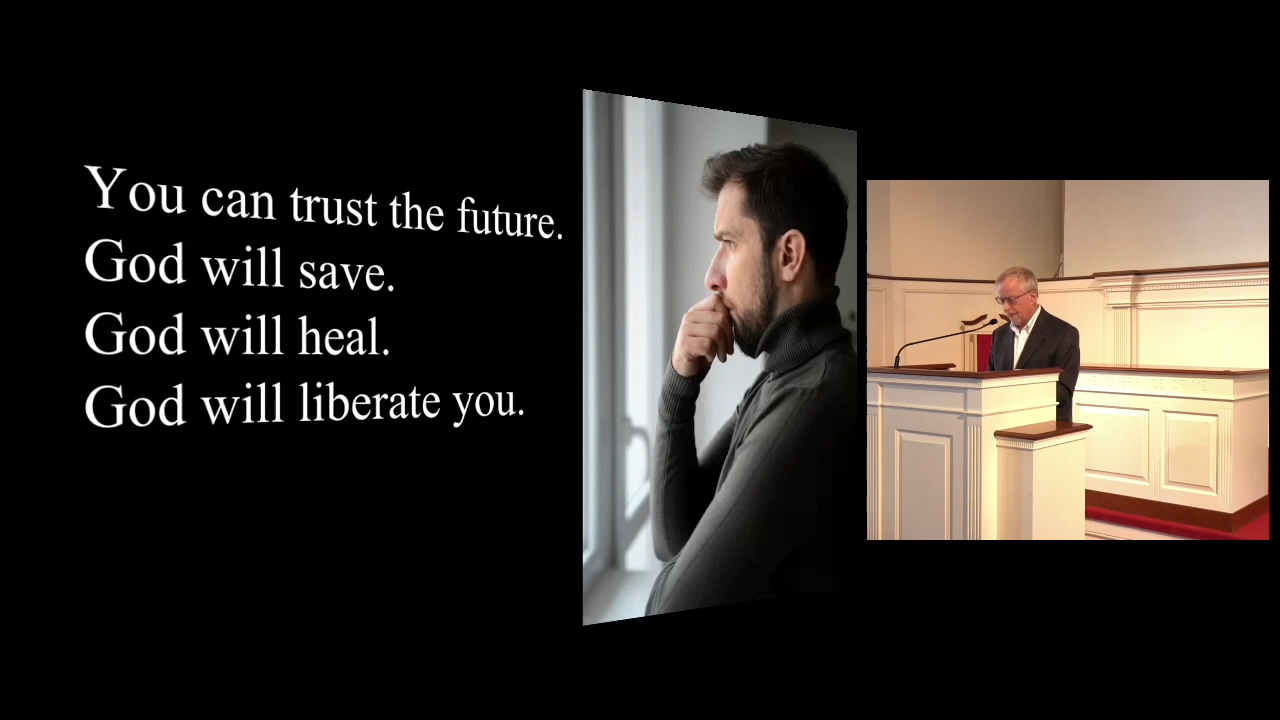 You can trust the future.
God will save.
God will heal.
God will liberate you.